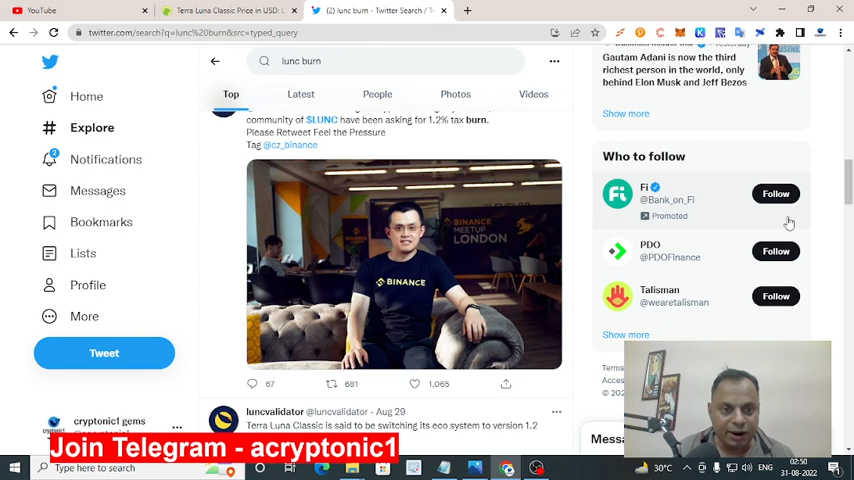 YouTube
Terra Luna Classic Price in USD: L
(2) lunc burn - Twitter Search / Tw
twitter.com/search?q=lunc%20burn&src=typed_query
lunc burn
Top
Latest
People
Photos
Videos
Home
Explore
2
Notifications
Messages
Bookmarks
Lists
Profile
More
Tweet
cryptonic1 gems
community of $LUNC have been asking for 1.2% tax burn.
Please Retweet Feel the Pressure
Tag @cz_binance
BINANCE
MEETUP
LONDON
BINANCE
67
681
1,065
luncvalidator @luncvalidator · Aug 29
Terra Luna Classic is said to be switching its eco system to version 1.2
Gautam Adani is now the third
richest person in the world, only
behind Elon Musk and Jeff Bezos
Show more
Who to follow
Fi
@Bank_on_Fi
Promoted
Follow
PDO
@PDOFinance
Follow
Talisman
@wearetalisman
Follow
Show more
Join Telegram - acryptonic1
Type here to search
30°C
ENG
02:50
31-08-2022